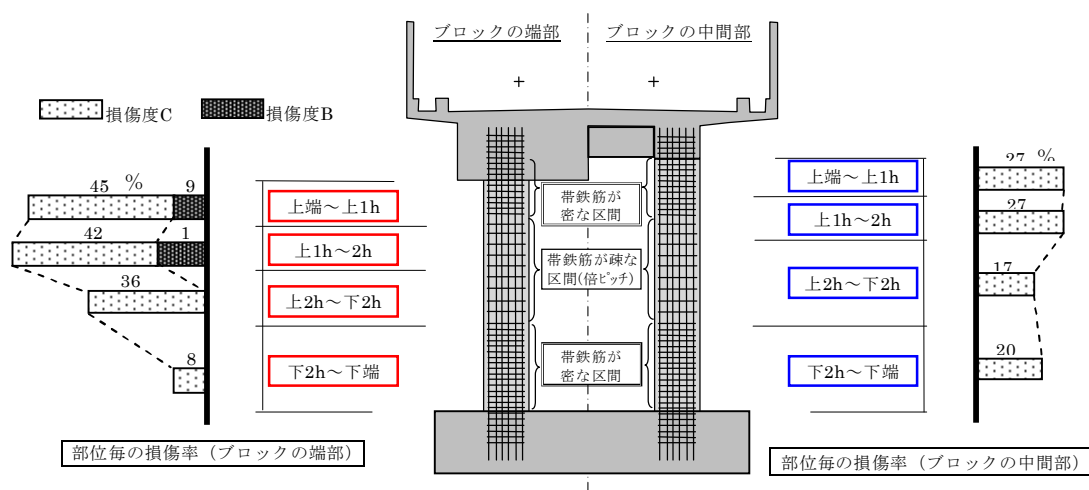 ブロックの端部
ブロックの中間部
+
+
損傷度C
損傷度B
45 % 9
42 1
36
8
上端～上1h
上1h～2h
上2h～下2h
下2h～下端
帯鉄筋が
密な区間
帯鉄筋が疎な
区間(倍ﾋﾟｯﾁ)
帯鉄筋が
密な区間
上端～上1h
上1h～2h
上2h～下2h
下2h～下端
27 %
27
17
20
部位毎の損傷率（ブロックの端部）
部位毎の損傷率（ブロックの中間部）